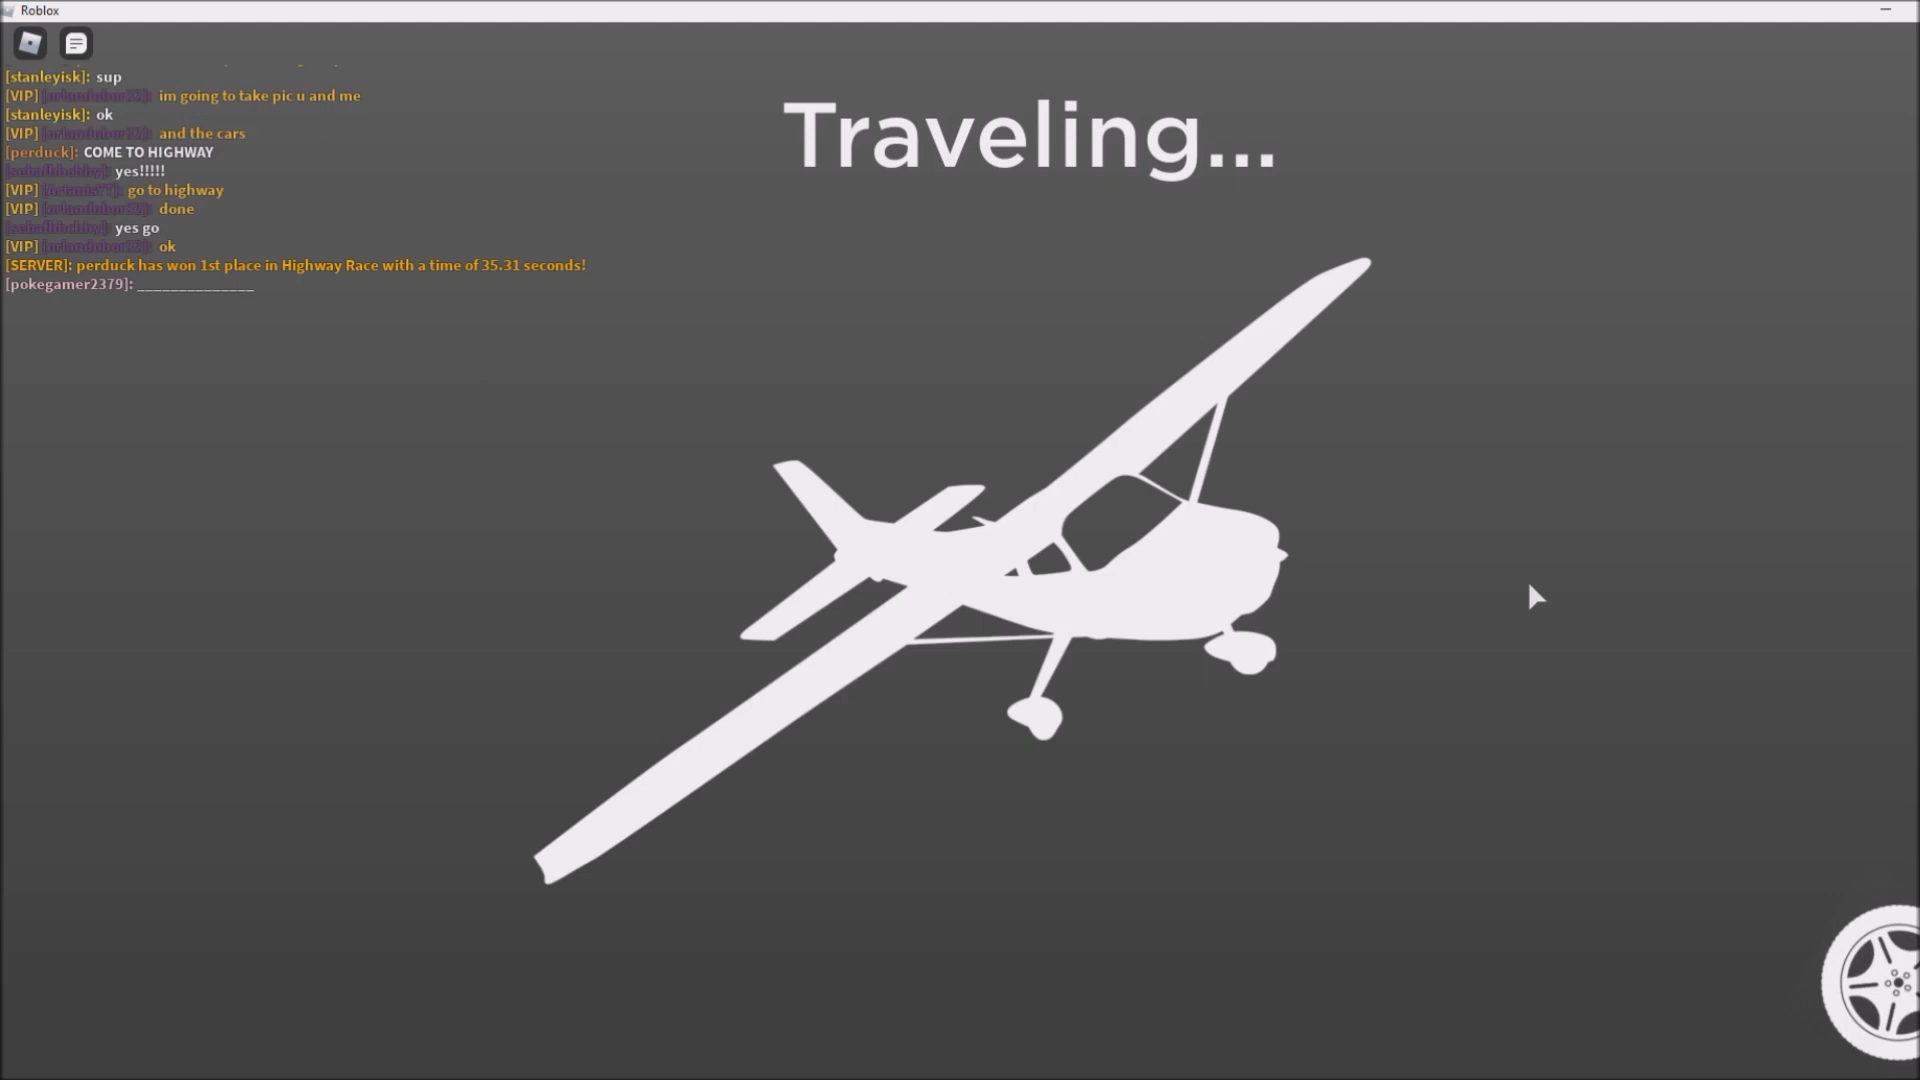 Roblox
[stanleyisk]: sup
[VIP] im going to take pic u and me
[stanleyisk]: ok
[VIP] and the cars
[perduck]: COME TO HIGHWAY
yes!!!!!
[VIP] go to highway
[VIP] done
yes go
[VIP] ok
[SERVER]: perduck has won 1st place in Highway Race with a time of 35.31 seconds!
[pokegamer2379]: ______________
Traveling...